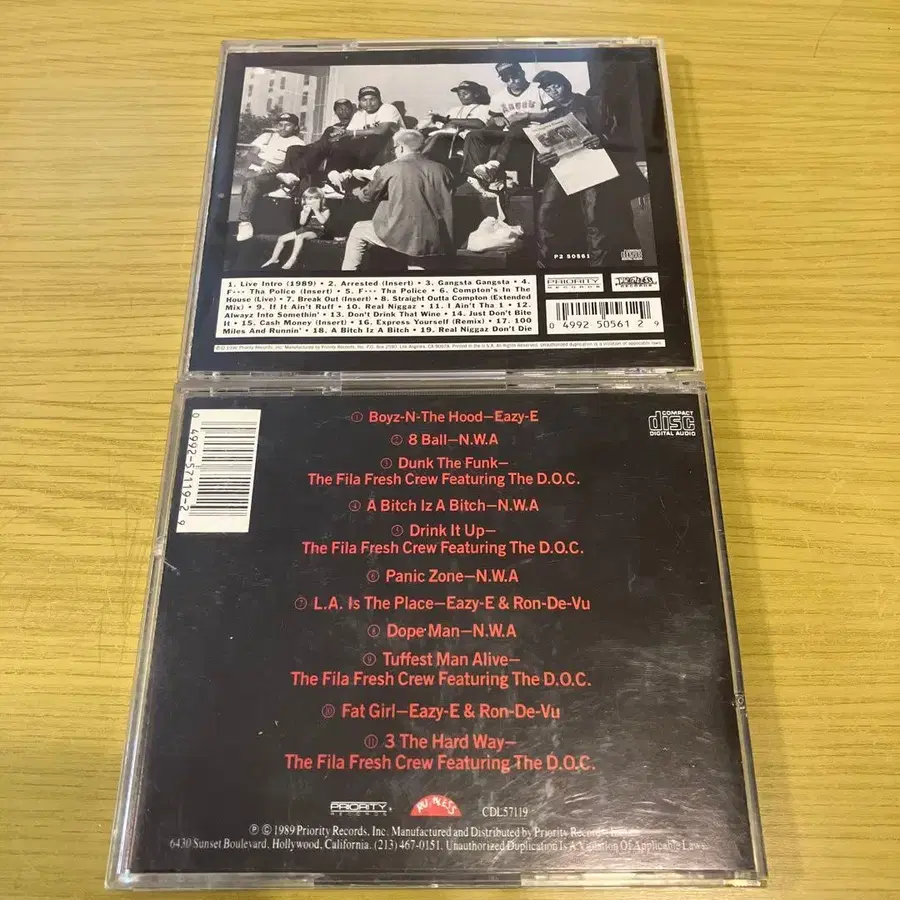 Angels
P2 50561
COMPACT
disc
DIGITAL AUDIO
1. Live Intro (1989) • 2. Arrested (Insert) • 3. Gangsta Gangsta • 4.
F••• Tha Police (Insert) • 5. F••• Tha Police • 6. Compton's In The
House (Live) • 7. Break Out (Insert) • 8. Straight Outta Compton (Extended
Mix) • 9. If It Ain't Ruff • 10. Real Niggaz • 11. I Ain't Tha 1 • 12.
Alwayz Into Somethin' • 13. Don't Drink That Wine • 14. Just Don't Bite
It • 15. Cash Money (Insert) • 16. Express Yourself (Remix) • 17. 100
Miles And Runnin' • 18. A Bitch Iz A Bitch • 19. Real Niggaz Don't Die
PRIORITY
RECORDS
RUTHLESS
RECORDS
0 4992 50561 2 9
0 4992-57119-2 9
COMPACT
disc
DIGITAL AUDIO
1 Boyz-N-The Hood—Eazy-E
2 8 Ball—N.W.A
3 Dunk The Funk—
The Fila Fresh Crew Featuring The D.O.C.
4 A Bitch Iz A Bitch—N.W.A
5 Drink It Up—
The Fila Fresh Crew Featuring The D.O.C.
6 Panic Zone—N.W.A
7 L.A. Is The Place—Eazy-E & Ron-De-Vu
8 Dope Man—N.W.A
9 Tuffest Man Alive—
The Fila Fresh Crew Featuring The D.O.C.
10 Fat Girl—Eazy-E & Ron-De-Vu
11 3 The Hard Way—
The Fila Fresh Crew Featuring The D.O.C.
PRIORITY
RECORDS
RUTHLESS
CDL57119
℗ © 1989 Priority Records, Inc. Manufactured and Distributed by Priority Records,
6430 Sunset Boulevard, Hollywood, California. (213) 467-0151. Unauthorized Duplication Is A Violation Of Applicable Laws.